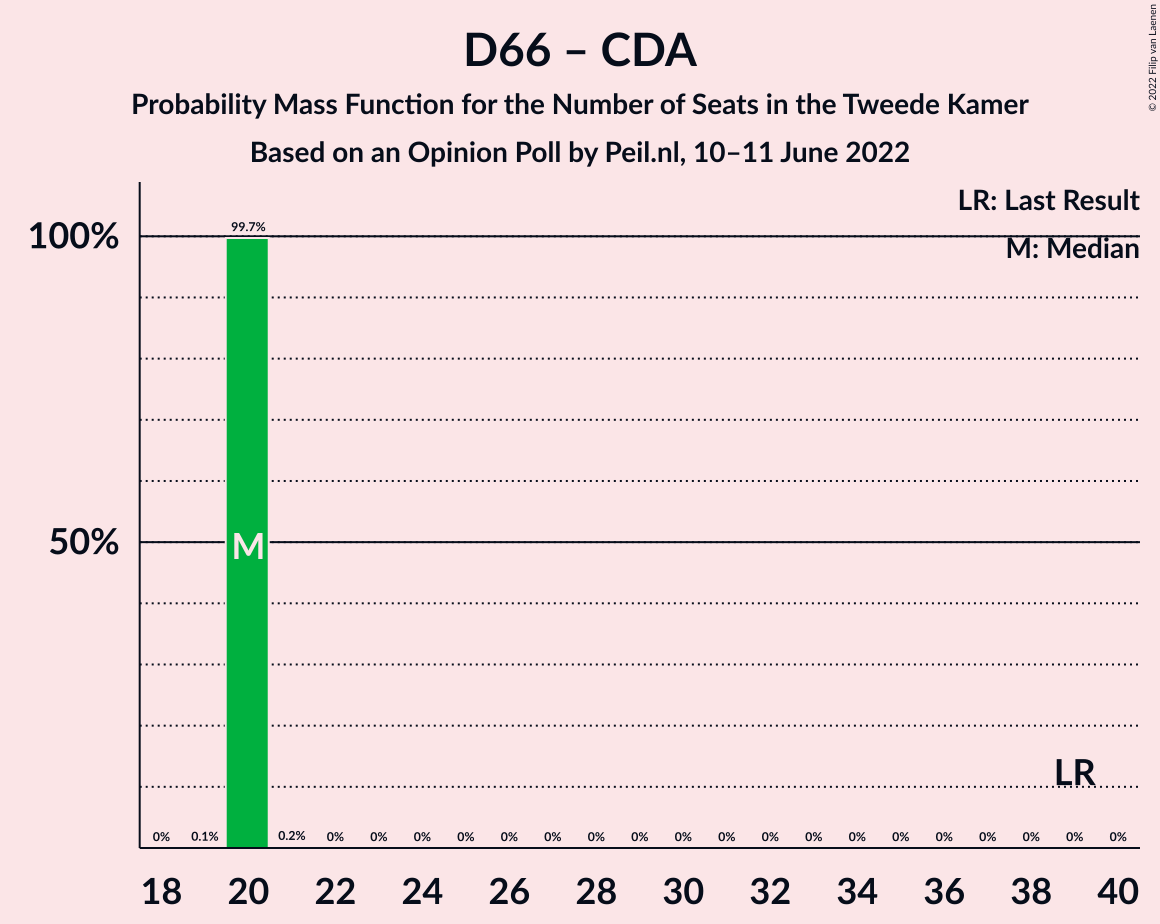 D66 – CDA
Probability Mass Function for the Number of Seats in the Tweede Kamer
Based on an Opinion Poll by Peil.nl, 10–11 June 2022
© 2022 Filip van Laenen
LR: Last Result
M: Median
100%
50%
99.7%
M
LR
0% 0.1% 0.2% 0% 0% 0% 0% 0% 0% 0% 0% 0% 0% 0% 0% 0% 0% 0% 0% 0% 0% 0%
18 20 22 24 26 28 30 32 34 36 38 40